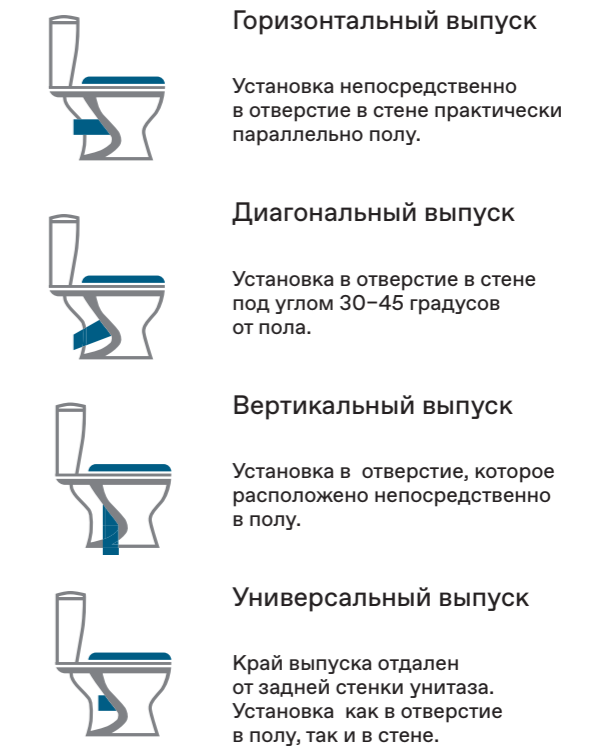 Горизонтальный выпуск
Установка непосредственно
в отверстие в стене практически
параллельно полу.
Диагональный выпуск
Установка в отверстие в стене
под углом 30–45 градусов
от пола.
Вертикальный выпуск
Установка в отверстие, которое
расположено непосредственно
в полу.
Универсальный выпуск
Край выпуска отдален
от задней стенки унитаза.
Установка как в отверстие
в полу, так и в стене.